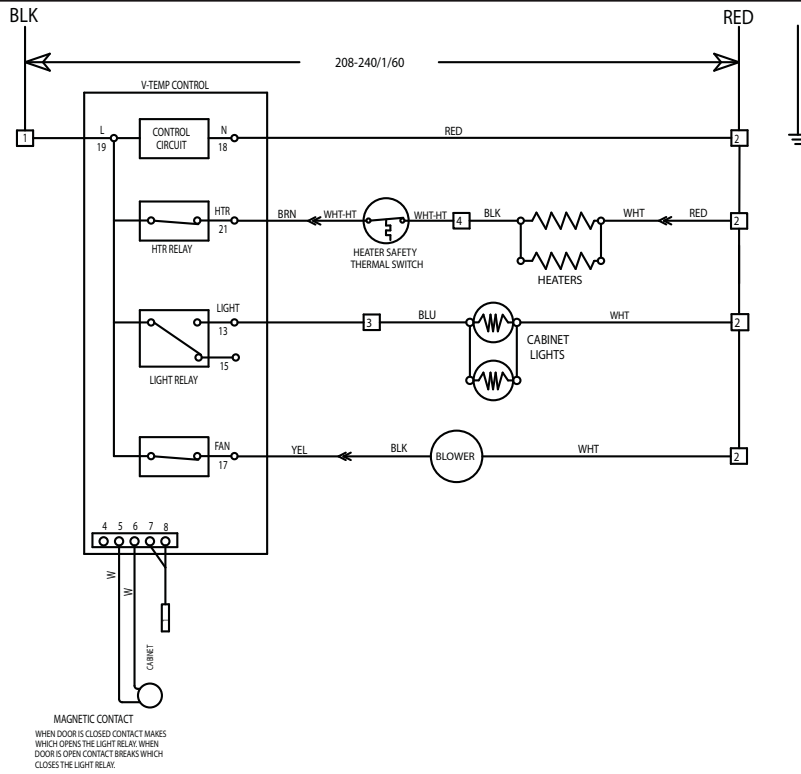 BLK
RED
208-240/1/60
V-TEMP CONTROL
1
L
19
CONTROL
CIRCUIT
N
18
RED
2
HTR
21
BRN
WHT-HT
WHT-HT
4
BLK
WHT
RED
2
HTR RELAY
HEATER SAFETY
THERMAL SWITCH
HEATERS
LIGHT
13
15
3
BLU
WHT
2
CABINET
LIGHTS
LIGHT RELAY
FAN
17
YEL
BLK
BLOWER
WHT
2
4 5 6 7 8
W
W
CABINET
MAGNETIC CONTACT
WHEN DOOR IS CLOSED CONTACT MAKES
WHICH OPENS THE LIGHT RELAY. WHEN
DOOR IS OPEN CONTACT BREAKS WHICH
CLOSES THE LIGHT RELAY.